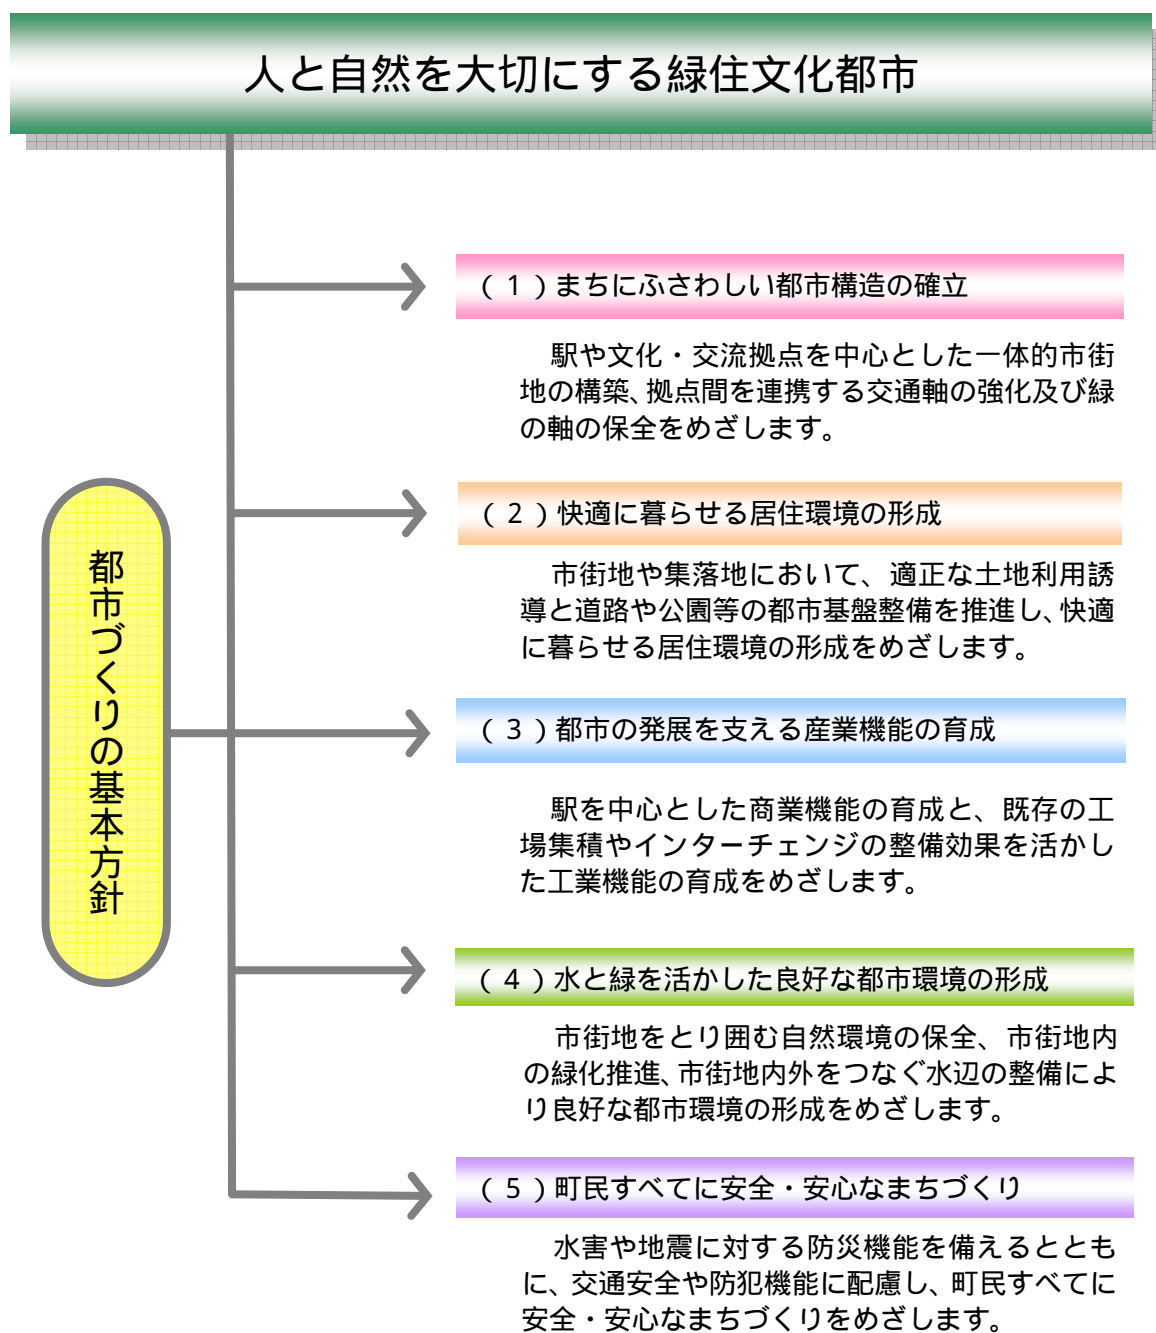 人と自然を大切にする緑住文化都市
都市づくりの基本方針
（１）まちにふさわしい都市構造の確立
駅や文化・交流拠点を中心とした一体的市街
地の構築、拠点間を連携する交通軸の強化及び緑
の軸の保全をめざします。
（２）快適に暮らせる居住環境の形成
市街地や集落地において、適正な土地利用誘
導と道路や公園等の都市基盤整備を推進し、快適
に暮らせる居住環境の形成をめざします。
（３）都市の発展を支える産業機能の育成
駅を中心とした商業機能の育成と、既存の工
場集積やインターチェンジの整備効果を活かし
た工業機能の育成をめざします。
（４）水と緑を活かした良好な都市環境の形成
市街地をとり囲む自然環境の保全、市街地内
の緑化推進、市街地内外をつなぐ水辺の整備によ
り良好な都市環境の形成をめざします。
（５）町民すべてに安全・安心なまちづくり
水害や地震に対する防災機能を備えるととも
に、交通安全や防犯機能に配慮し、町民すべてに
安全・安心なまちづくりをめざします。